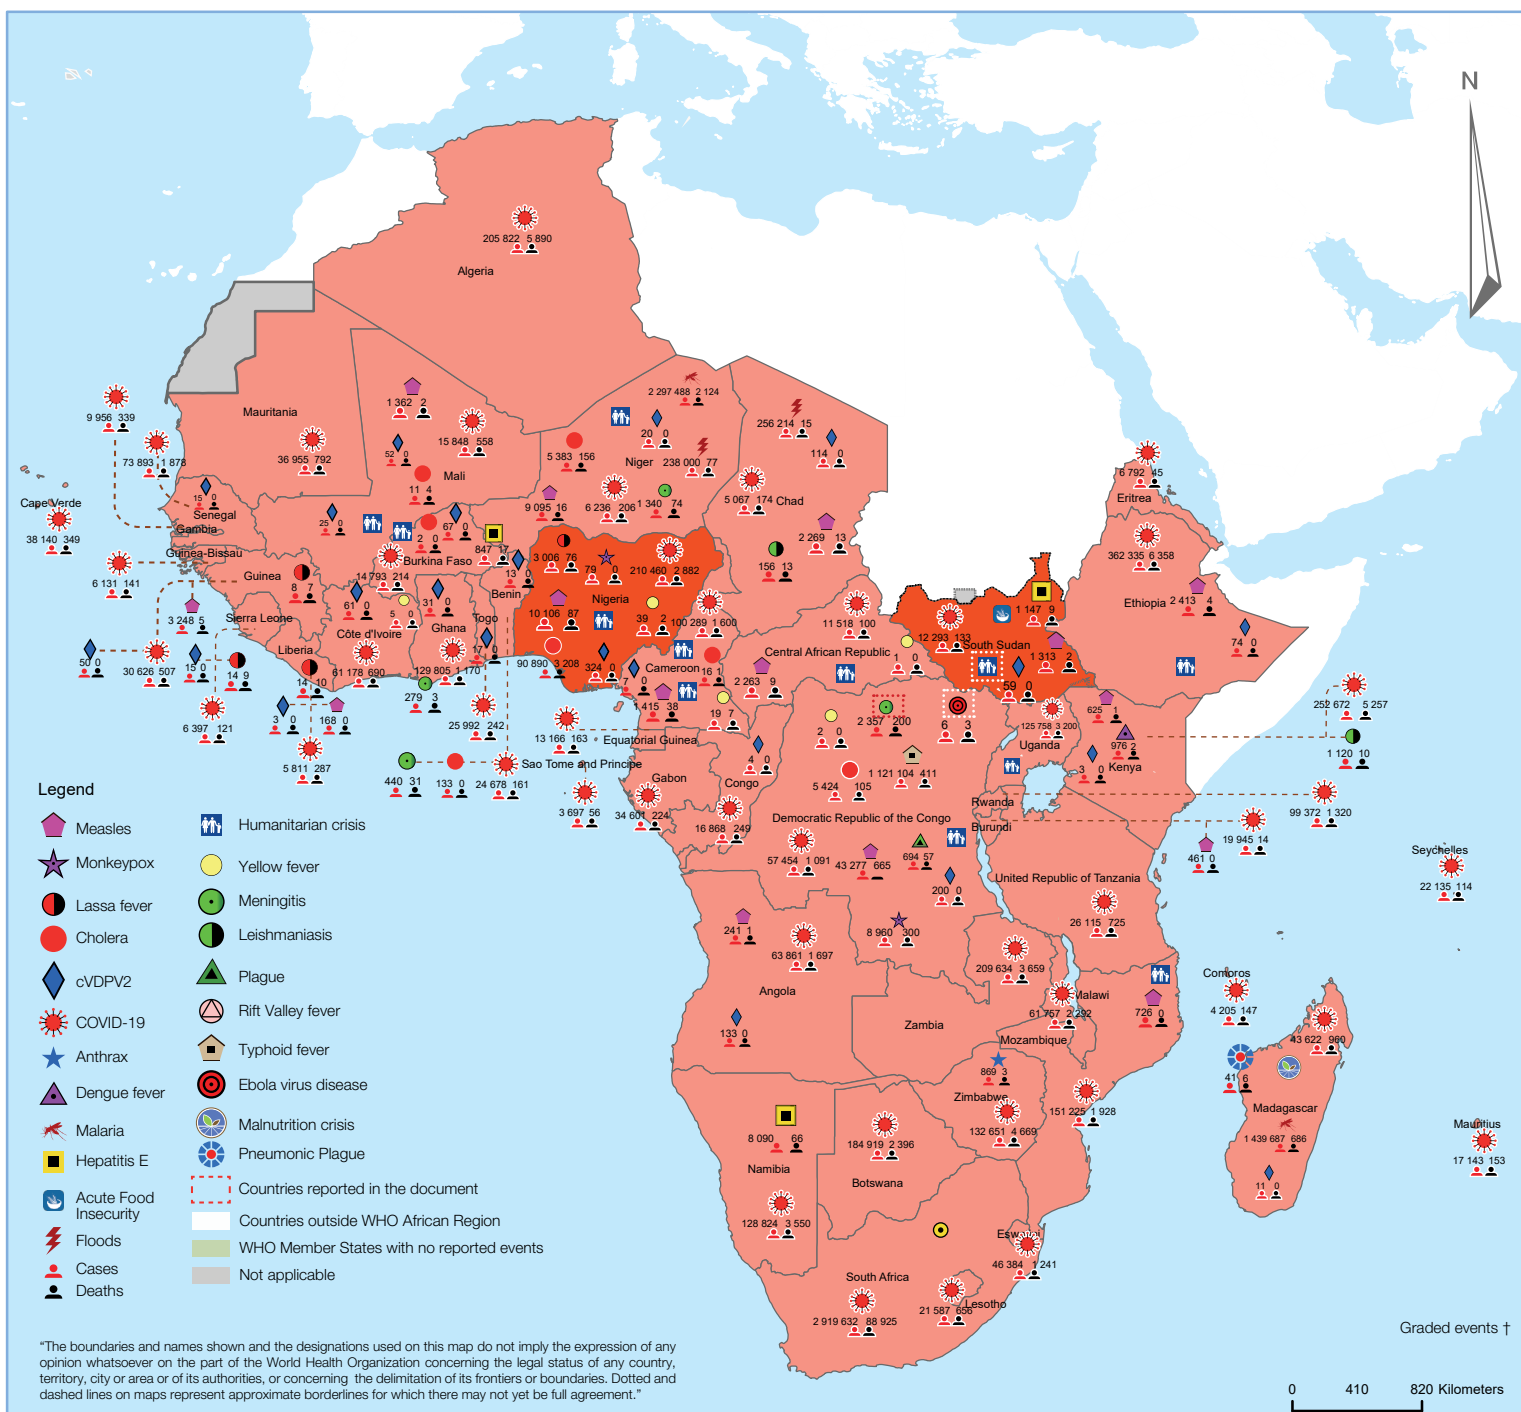 N
205 822 5 890
Algeria
2 297 488 2 124
1 362 2
9 956 339
256 214 15
20 0
Mauritania
15 848 558
73 893 1 878
36 955 792
52 0
5 383 156
Niger
238 000 77
114 0
Mali
11 4
5 067 174
Chad
6 792 45
Eritrea
15 0
Cape Verde
Senegal
Gambia
9 095 16
6 236 206
1 340 74
38 140 349
25 0
2 0
67 0
847 17
2 269 13
362 335 6 358
Guinea-Bissau
Burkina Faso
3 006 76
79 0
210 460 2 882
156 13
6 131 141
Guinea
8 7
14 793 214
13 0
Benin
Nigeria
Ethiopia
2 413 4
3 248 5
Sierra Leone
61 0
5 0
31 0
Ghana
Togo
10 106 87
39 2
100 289 1 600
11 518 100
1 147 9
12 293 133
South Sudan
Côte d'Ivoire
Liberia
17 0
90 890 3 208
324 0
Cameroon
16 1
Central African Republic
1 0
1 313 2
74 0
50 0
30 626 507
15 0
14 9
14 10
61 178 690
129 805 1 170
279 3
7 0
1 415 38
2 263 9
59 0
6 397 121
3 0
168 0
25 992 242
13 166 163
19 7
2 0
2 357 200
6 3
125 758 3 200
625 1
252 672 5 257
Equatorial Guinea
Uganda
976 2
Kenya
3 0
1 120 10
5 811 287
440 31
133 0
24 678 161
Sao Tome and Principe
Gabon
4 0
Congo
5 424 105
1 121 104 411
3 697 56
34 601 224
16 868 249
Rwanda
99 372 1 320
Democratic Republic of the Congo
Burundi
19 945 14
57 454 1 091
43 277 665
694 57
461 0
Seychelles
22 135 114
200 0
United Republic of Tanzania
26 115 725
241 1
63 861 1 697
8 960 300
209 634 3 659
Angola
Malawi
726 0
Comoros
4 205 147
61 757 2 292
133 0
Zambia
Mozambique
43 622 960
869 3
41 6
Zimbabwe
132 651 4 669
151 225 1 928
Madagascar
1 439 687 686
Mauritius
17 143 153
8 090 66
Namibia
184 919 2 396
Botswana
11 0
128 824 3 550
46 384 1 241
South Africa
21 587 656
Lesotho
2 919 632 88 925
Legend
Measles
Monkeypox
Lassa fever
Cholera
cVDPV2
COVID-19
Anthrax
Dengue fever
Malaria
Hepatitis E
Acute Food
Insecurity
Floods
Cases
Deaths
Humanitarian crisis
Yellow fever
Meningitis
Leishmaniasis
Plague
Rift Valley fever
Typhoid fever
Ebola virus disease
Malnutrition crisis
Pneumonic Plague
Countries reported in the document
Countries outside WHO African Region
WHO Member States with no reported events
Not applicable
Graded events †
0 410 820 Kilometers
“The boundaries and names shown and the designations used on this map do not imply the expression of any
opinion whatsoever on the part of the World Health Organization concerning the legal status of any country,
territory, city or area or of its authorities, or concerning the delimitation of its frontiers or boundaries. Dotted and
dashed lines on maps represent approximate borderlines for which there may not yet be full agreement.”